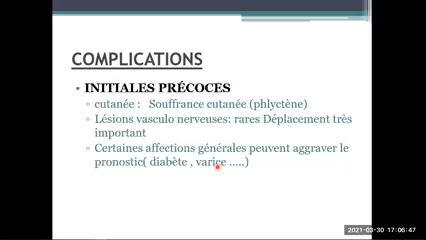 COMPLICATIONS
• INITIALES PRÉCOCES
▫ cutanée : Souffrance cutanée (phlyctène)
▫ Lésions vasculo nerveuses: rares Déplacement très
important
▫ Certaines affections générales peuvent aggraver le
pronostic( diabète , varice .....)
2021-03-30 17:06:47